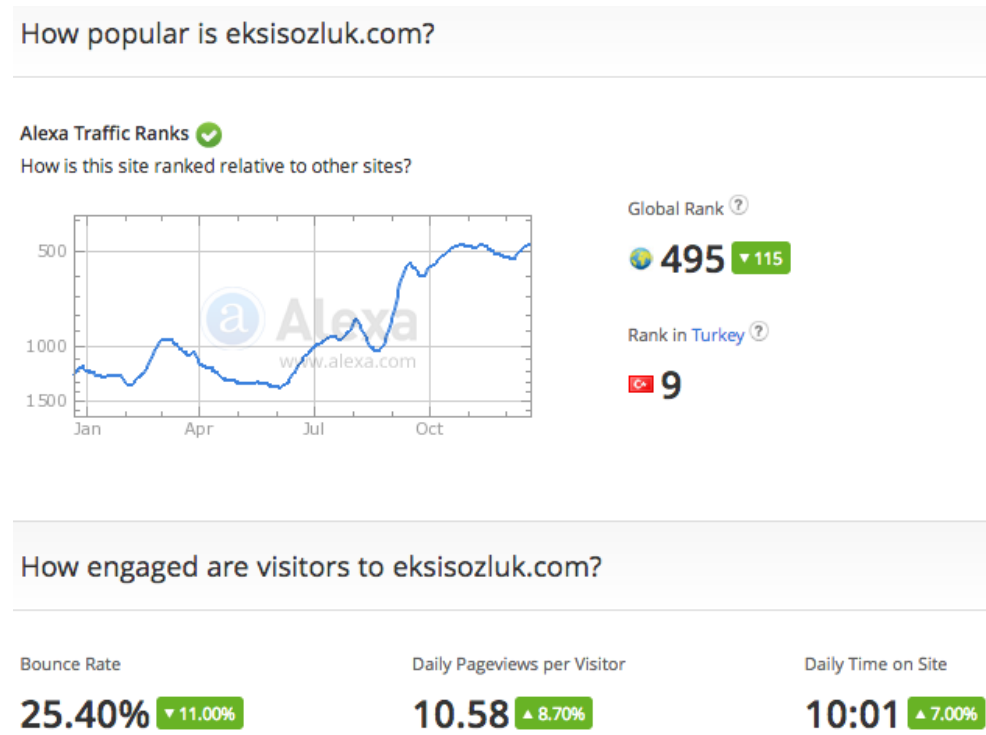 How popular is eksisozluk.com?
Alexa Traffic Ranks
How is this site ranked relative to other sites?
500
1000
1500
Jan
Apr
Jul
Oct
a Alexa
www.alexa.com
Global Rank ?
495 ▼115
Rank in Turkey ?
9
How engaged are visitors to eksisozluk.com?
Bounce Rate
25.40% ▼11.00%
Daily Pageviews per Visitor
10.58 ▲8.70%
Daily Time on Site
10:01 ▲7.00%